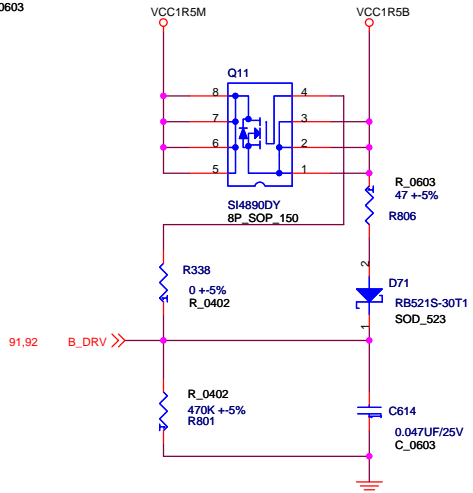 0603
VCC1R5M
VCC1R5B
Q11
8
4
7
3
6
2
5
1
SI4890DY
8P_SOP_150
R_0603
47 +-5%
R806
R338
0 +-5%
R_0402
2
D71
RB521S-30T1
SOD_523
1
91,92
B_DRV
R_0402
470K +-5%
R801
C614
0.047UF/25V
C_0603